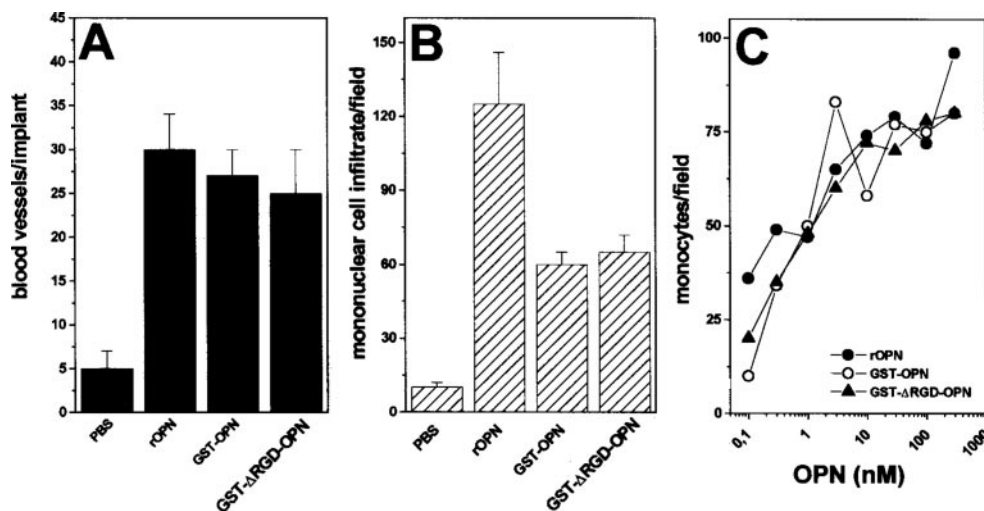 A
blood vessels/implant
45
40
35
30
25
20
15
10
5
0
PBS
rOPN
GST-OPN
GST-ΔRGD-OPN
B
mononuclear cell infiltrate/field
150
120
90
60
30
0
PBS
rOPN
GST-OPN
GST-ΔRGD-OPN
C
monocytes/field
100
75
50
25
0
rOPN
GST-OPN
GST-ΔRGD-OPN
0,1
1
10
100
1000
OPN (nM)